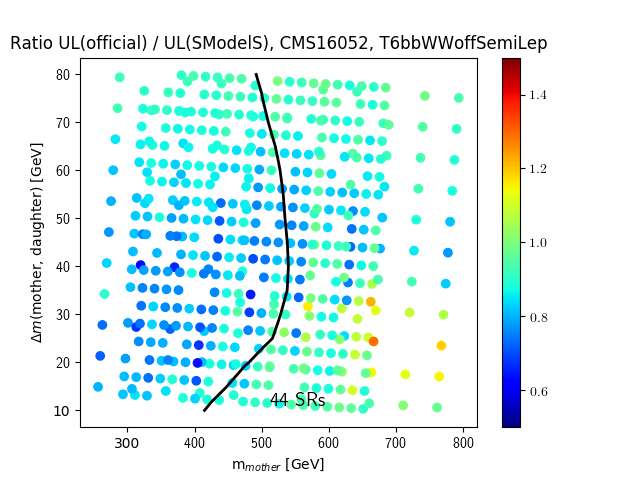 Ratio UL(official) / UL(SModelS), CMS16052, T6bbWWoffSemiLep
80
70
60
50
40
30
20
10
Δm(mother, daughter) [GeV]
44 SRs
300 400 500 600 700 800
m_mother [GeV]
1.4
1.2
1.0
0.8
0.6